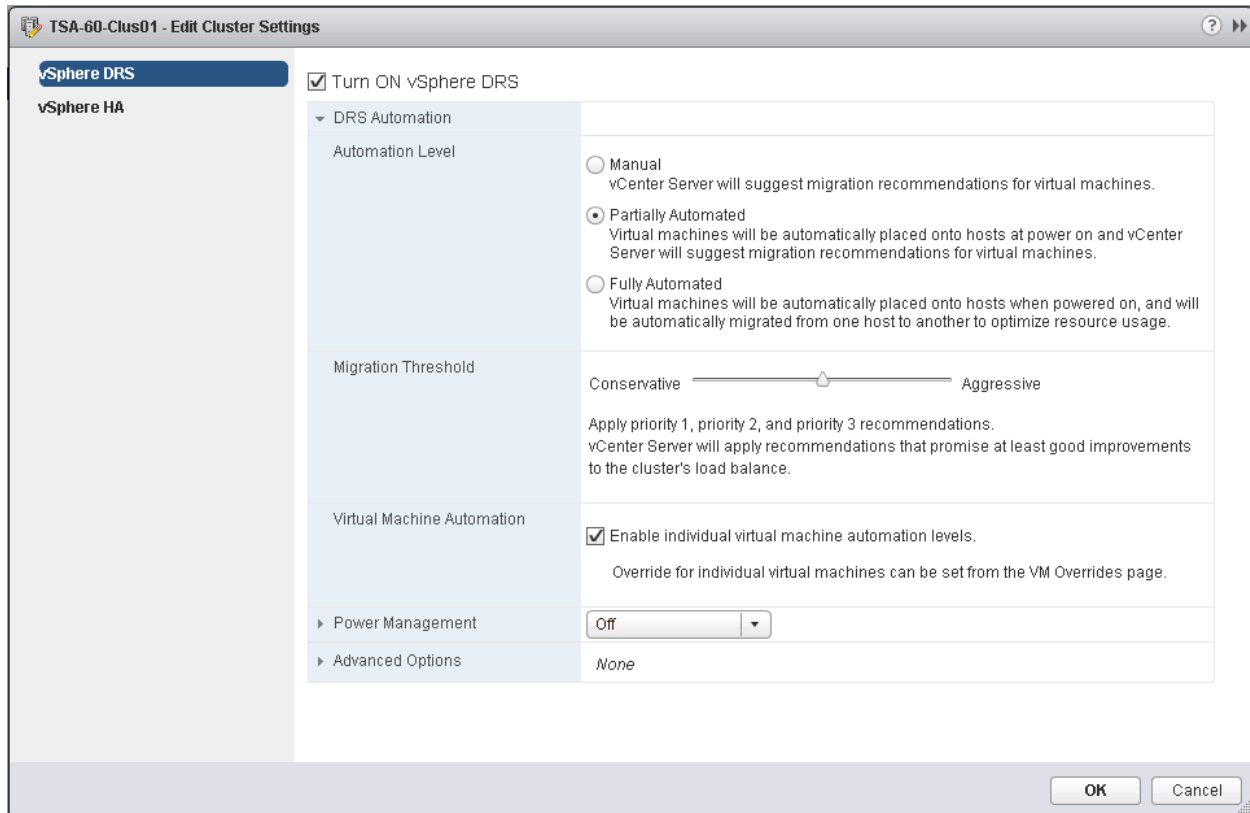 TSA-60-Clus01 - Edit Cluster Settings
?
vSphere DRS
vSphere HA
Turn ON vSphere DRS
DRS Automation
Automation Level
Manual
vCenter Server will suggest migration recommendations for virtual machines.
Partially Automated
Virtual machines will be automatically placed onto hosts at power on and vCenter
Server will suggest migration recommendations for virtual machines.
Fully Automated
Virtual machines will be automatically placed onto hosts when powered on, and will
be automatically migrated from one host to another to optimize resource usage.
Migration Threshold
Conservative Aggressive
Apply priority 1, priority 2, and priority 3 recommendations.
vCenter Server will apply recommendations that promise at least good improvements
to the cluster's load balance.
Virtual Machine Automation
Enable individual virtual machine automation levels.
Override for individual virtual machines can be set from the VM Overrides page.
Power Management Off
Advanced Options None
OK Cancel